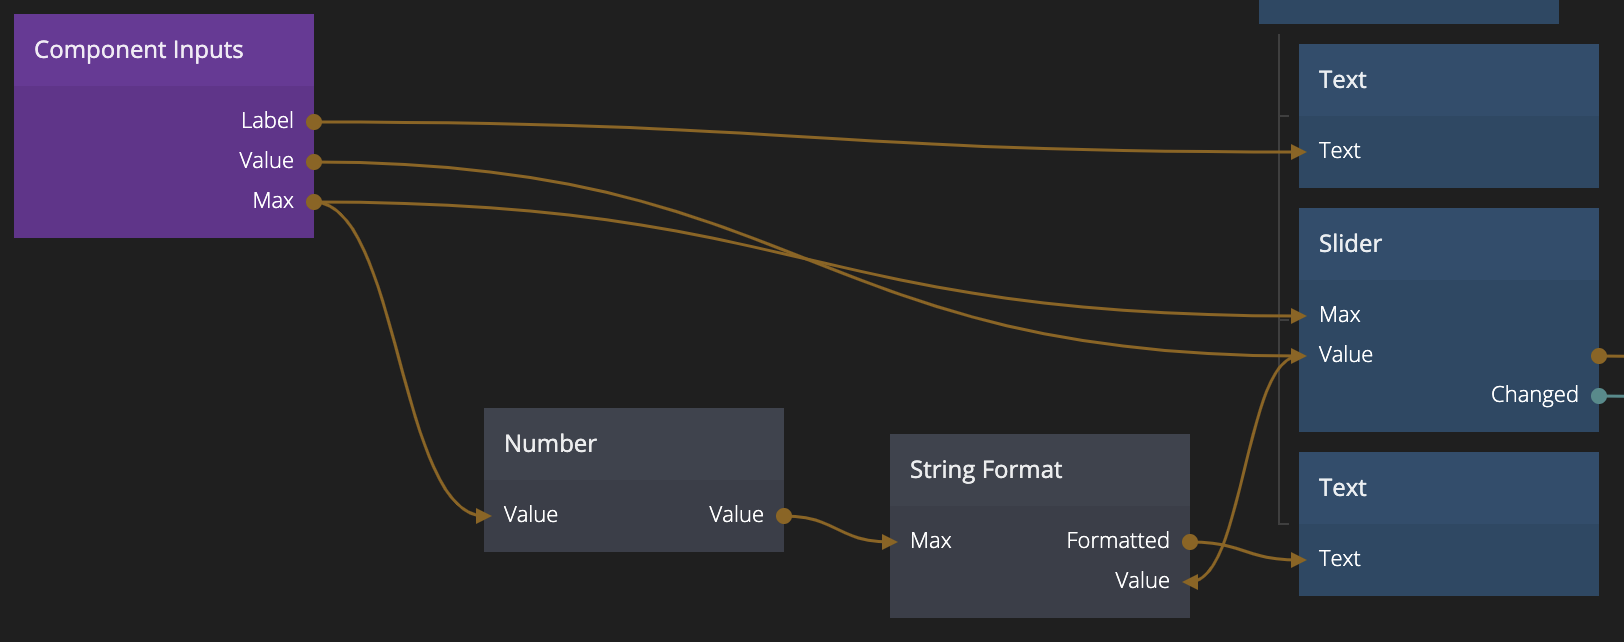 Component Inputs
Label
Value
Max
Text
Text
Slider
Max
Value
Changed
Number
Value Value
String Format
Max Formatted
Value
Text
Text